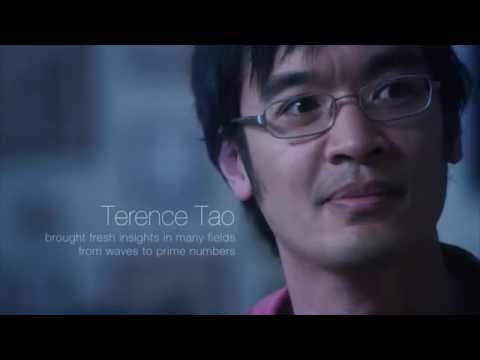 Terence Tao
brought fresh insights in many fields
from waves to prime numbers